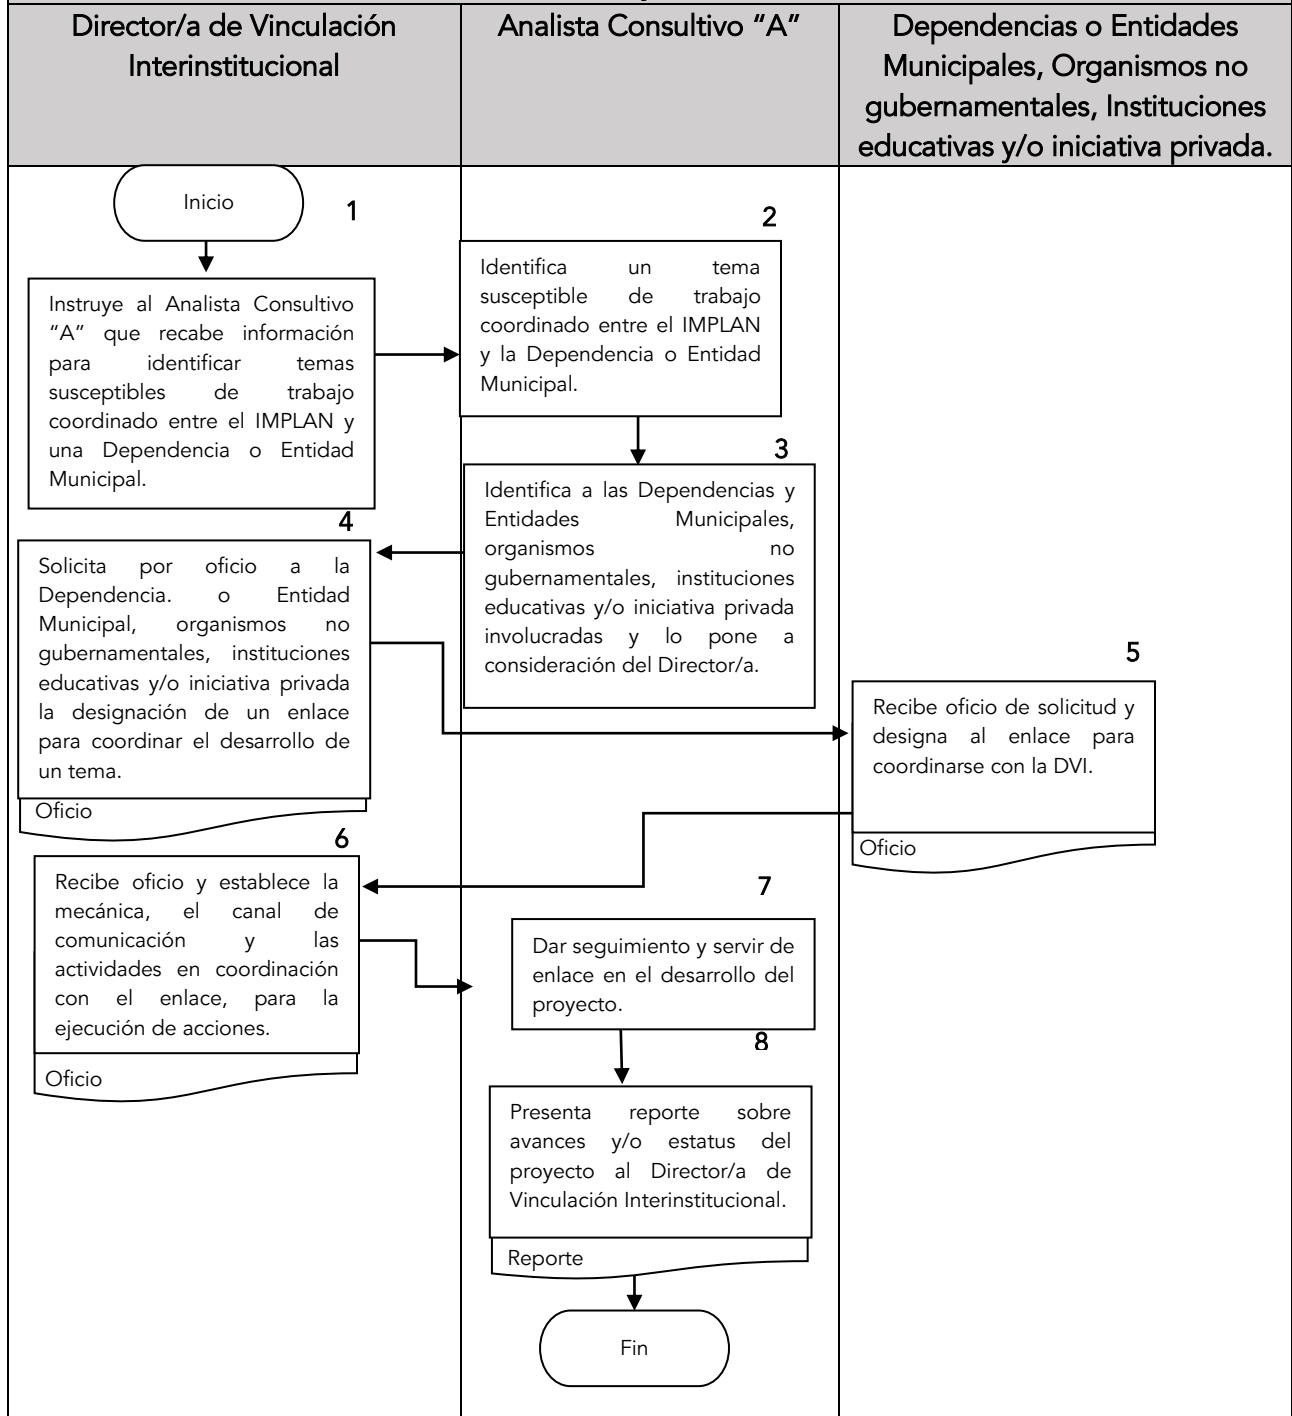 Director/a de Vinculación
Interinstitucional
Analista Consultivo "A"
Dependencias o Entidades
Municipales, Organismos no
gubernamentales, Instituciones
educativas y/o iniciativa privada.
Inicio
1
Instruye al Analista Consultivo
"A" que recabe información
para identificar temas
susceptibles de trabajo
coordinado entre el IMPLAN y
una Dependencia o Entidad
Municipal.
2
Identifica un tema
susceptible de trabajo
coordinado entre el IMPLAN
y la Dependencia o Entidad
Municipal.
3
Identifica a las Dependencias y
Entidades Municipales,
organismos no
gubernamentales, instituciones
educativas y/o iniciativa privada
involucradas y lo pone a
consideración del Director/a.
4
Solicita por oficio a la
Dependencia. o Entidad
Municipal, organismos no
gubernamentales, instituciones
educativas y/o iniciativa privada
la designación de un enlace
para coordinar el desarrollo de
un tema.
Oficio
5
Recibe oficio de solicitud y
designa al enlace para
coordinarse con la DVI.
Oficio
6
Recibe oficio y establece la
mecánica, el canal de
comunicación y las
actividades en coordinación
con el enlace, para la
ejecución de acciones.
Oficio
7
Dar seguimiento y servir de
enlace en el desarrollo del
proyecto.
8
Presenta reporte sobre
avances y/o estatus del
proyecto al Director/a de
Vinculación Interinstitucional.
Reporte
Fin